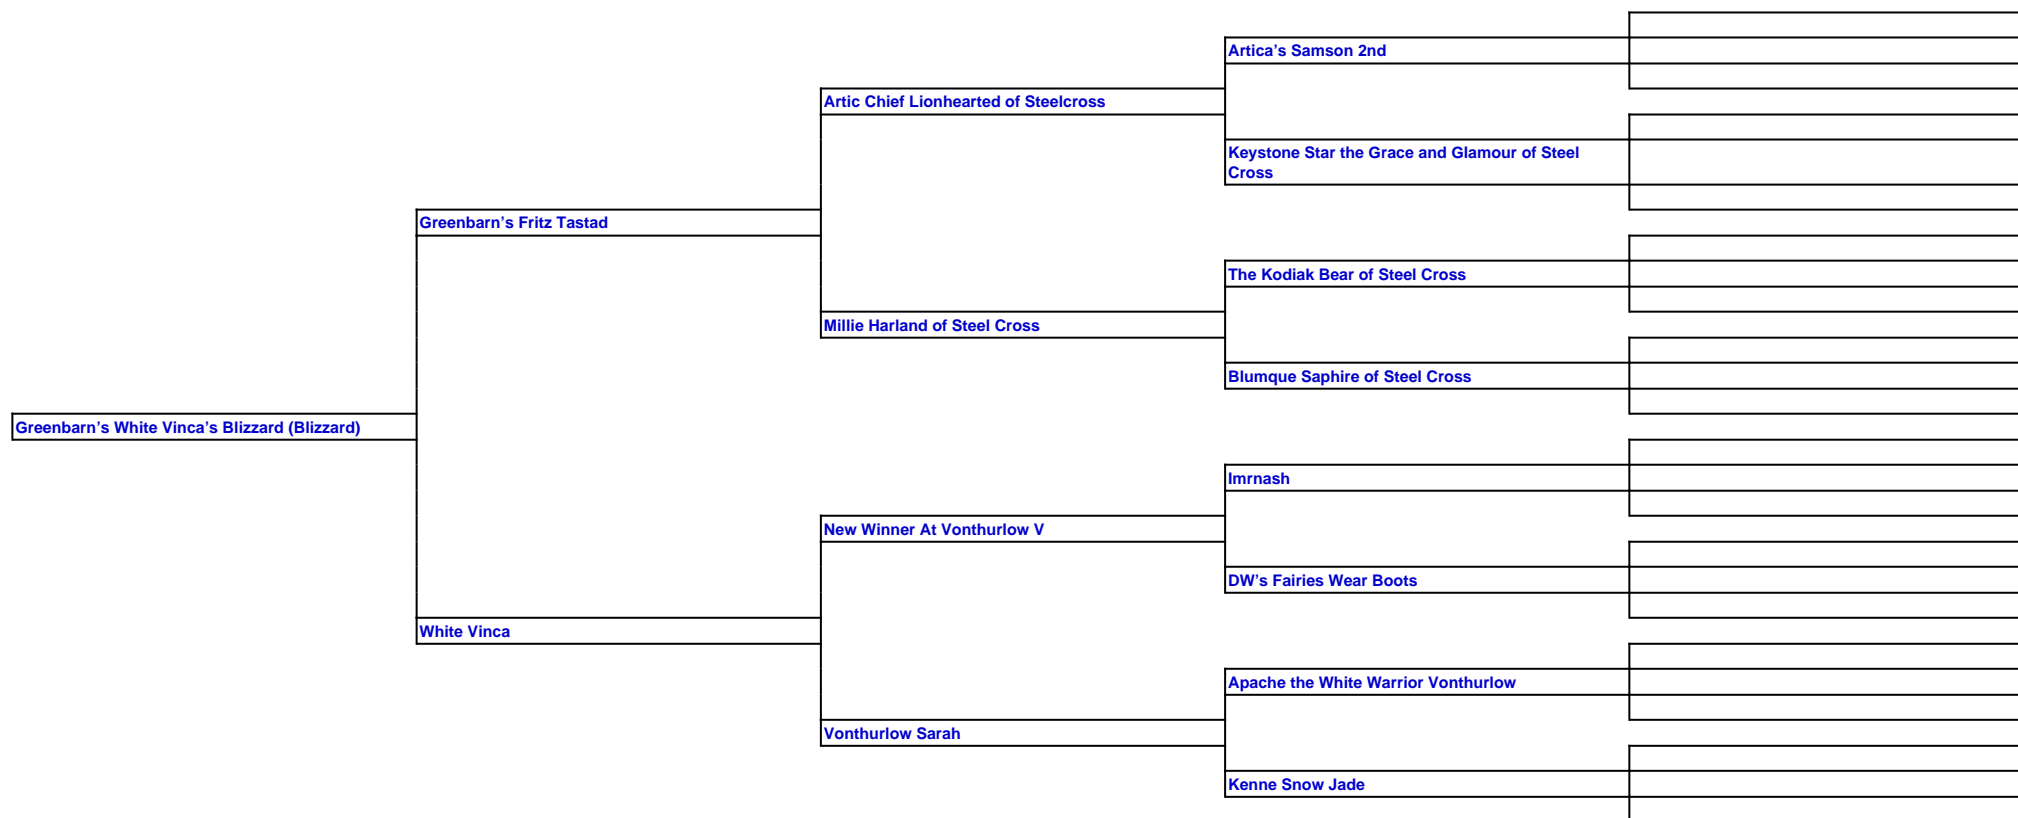 Artica’s Samson 2nd
Artic Chief Lionhearted of Steelcross
Keystone Star the Grace and Glamour of Steel
Cross
Greenbarn’s Fritz Tastad
The Kodiak Bear of Steel Cross
Millie Harland of Steel Cross
Blumque Saphire of Steel Cross
Greenbarn’s White Vinca’s Blizzard (Blizzard)
Imrnash
New Winner At Vonthurlow V
DW’s Fairies Wear Boots
White Vinca
Apache the White Warrior Vonthurlow
Vonthurlow Sarah
Kenne Snow Jade